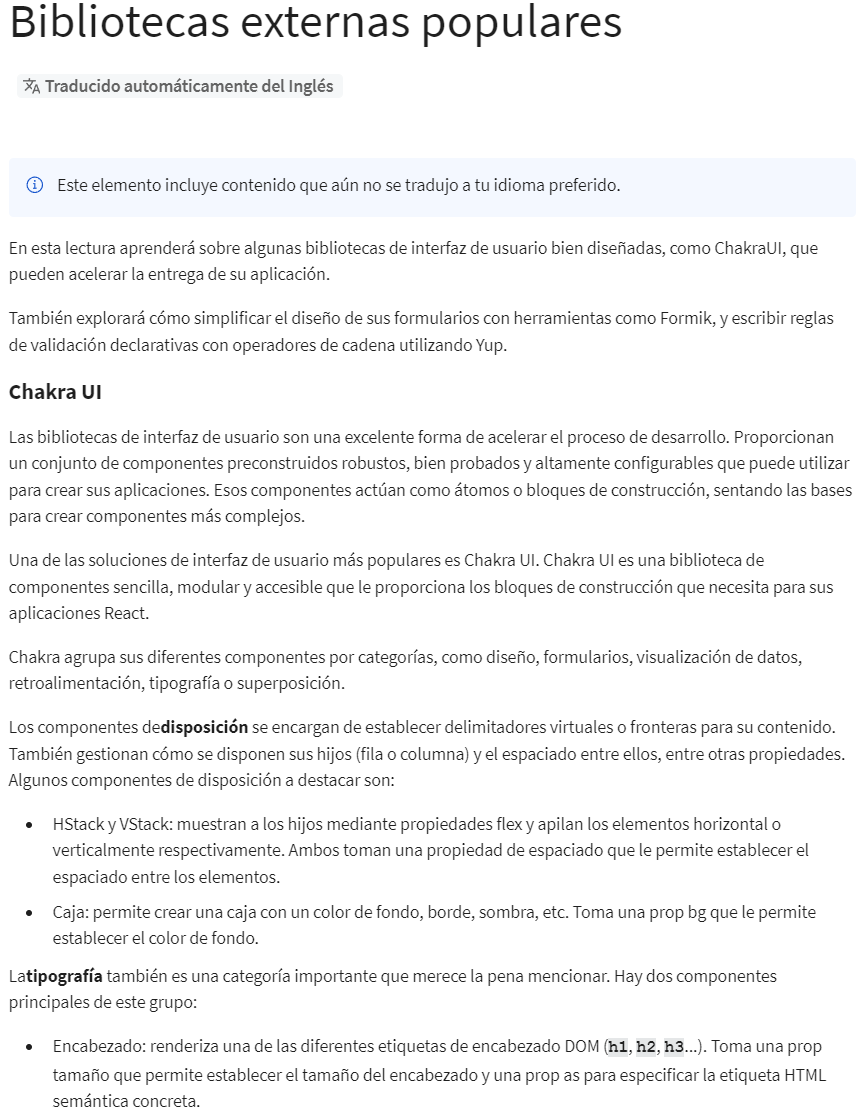 Bibliotecas externas populares
Traducido automáticamente del Inglés
Este elemento incluye contenido que aún no se tradujo a tu idioma preferido.
En esta lectura aprenderá sobre algunas bibliotecas de interfaz de usuario bien diseñadas, como ChakraUI, que
pueden acelerar la entrega de su aplicación.
También explorará cómo simplificar el diseño de sus formularios con herramientas como Formik, y escribir reglas
de validación declarativas con operadores de cadena utilizando Yup.
Chakra UI
Las bibliotecas de interfaz de usuario son una excelente forma de acelerar el proceso de desarrollo. Proporcionan
un conjunto de componentes preconstruidos robustos, bien probados y altamente configurables que puede utilizar
para crear sus aplicaciones. Esos componentes actúan como átomos o bloques de construcción, sentando las bases
para crear componentes más complejos.
Una de las soluciones de interfaz de usuario más populares es Chakra UI. Chakra UI es una biblioteca de
componentes sencilla, modular y accesible que le proporciona los bloques de construcción que necesita para sus
aplicaciones React.
Chakra agrupa sus diferentes componentes por categorías, como diseño, formularios, visualización de datos,
retroalimentación, tipografía o superposición.
Los componentes dedisposición se encargan de establecer delimitadores virtuales o fronteras para su contenido.
También gestionan cómo se disponen sus hijos (fila o columna) y el espaciado entre ellos, entre otras propiedades.
Algunos componentes de disposición a destacar son:
• HStack y VStack: muestran a los hijos mediante propiedades flex y apilan los elementos horizontal o
verticalmente respectivamente. Ambos toman una propiedad de espaciado que le permite establecer el
espaciado entre los elementos.
• Caja: permite crear una caja con un color de fondo, borde, sombra, etc. Toma una prop bg que le permite
establecer el color de fondo.
Latipografía también es una categoría importante que merece la pena mencionar. Hay dos componentes
principales de este grupo:
• Encabezado: renderiza una de las diferentes etiquetas de encabezado DOM (h1, h2, h3...). Toma una prop
tamaño que permite establecer el tamaño del encabezado y una prop as para especificar la etiqueta HTML
semántica concreta.